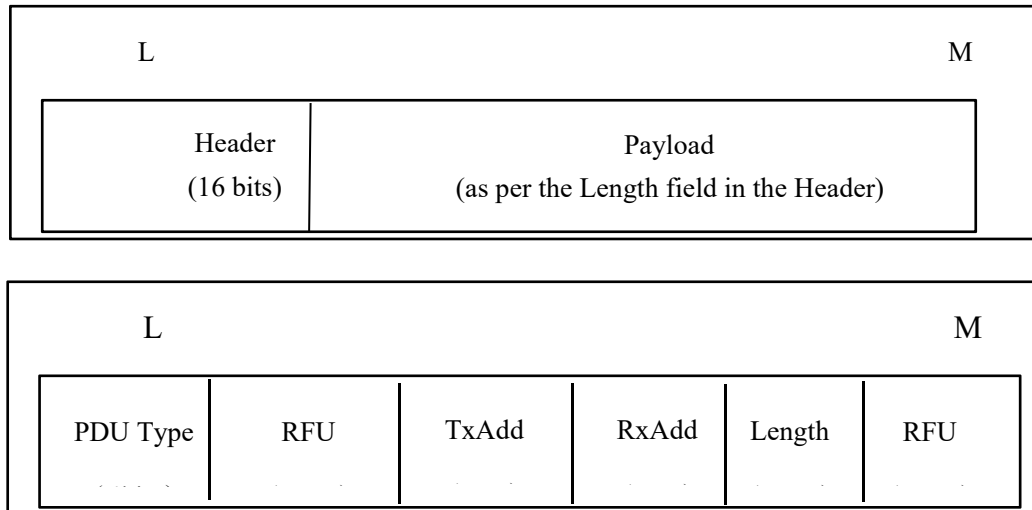 L M
Header Payload
(16 bits) (as per the Length field in the Header)
L M
PDU Type RFU TxAdd RxAdd Length RFU